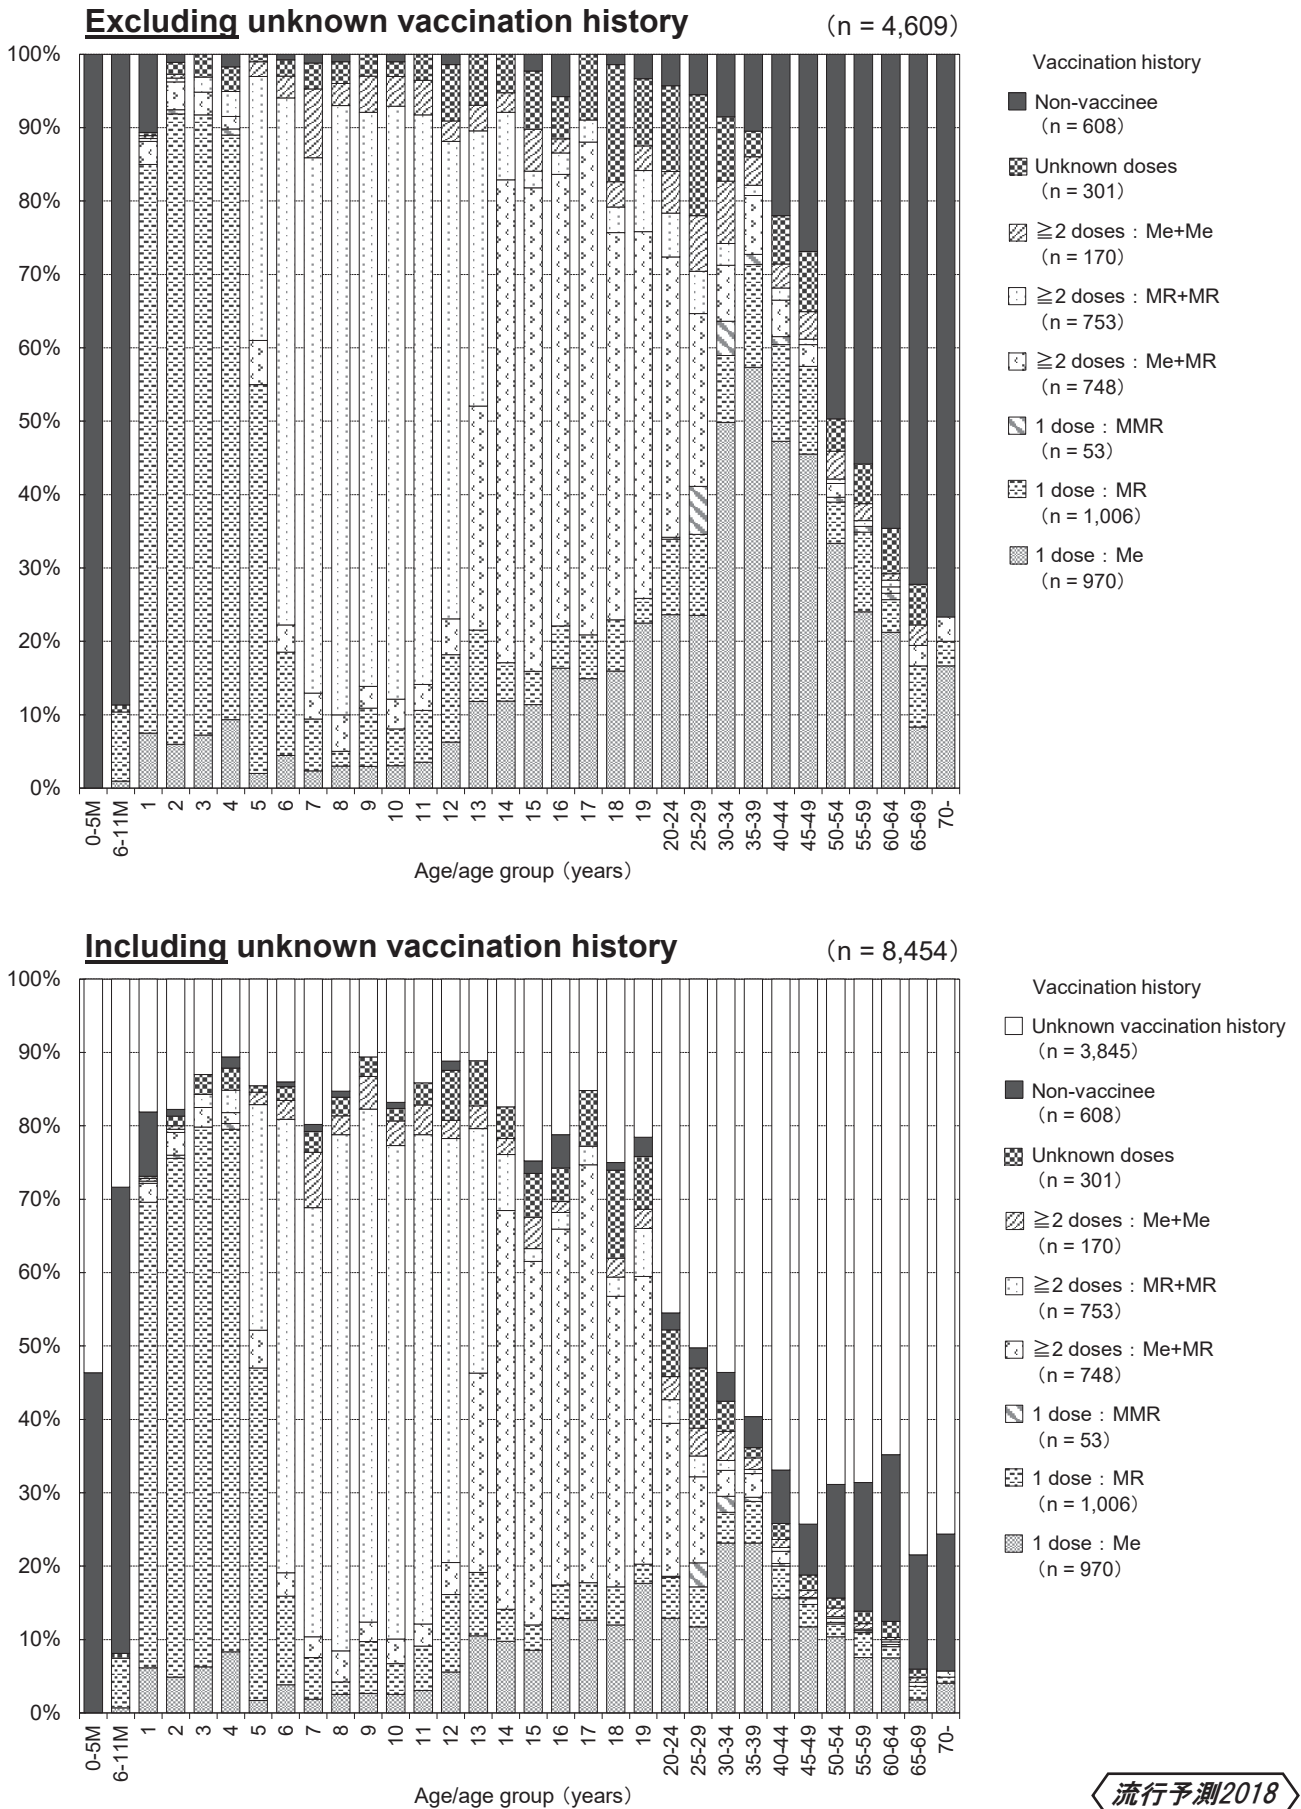 Excluding unknown vaccination history
(n = 4,609)
100%
90%
80%
70%
60%
50%
40%
30%
20%
10%
0%
0-5M
6-11M
1
2
3
4
5
6
7
8
9
10
11
12
13
14
15
16
17
18
19
20-24
25-29
30-34
35-39
40-44
45-49
50-54
55-59
60-64
65-69
70-
Age/age group（years）
Vaccination history
Non-vaccinee
（n = 608）
Unknown doses
（n = 301）
≧2 doses：Me+Me
（n = 170）
≧2 doses：MR+MR
（n = 753）
≧2 doses：Me+MR
（n = 748）
1 dose：MMR
（n = 53）
1 dose：MR
（n = 1,006）
1 dose：Me
（n = 970）
Including unknown vaccination history
（n = 8,454）
100%
90%
80%
70%
60%
50%
40%
30%
20%
10%
0%
0-5M
6-11M
1
2
3
4
5
6
7
8
9
10
11
12
13
14
15
16
17
18
19
20-24
25-29
30-34
35-39
40-44
45-49
50-54
55-59
60-64
65-69
70-
Age/age group（years）
Vaccination history
Unknown vaccination history
（n = 3,845）
Non-vaccinee
（n = 608）
Unknown doses
（n = 301）
≧2 doses：Me+Me
（n = 170）
≧2 doses：MR+MR
（n = 753）
≧2 doses：Me+MR
（n = 748）
1 dose：MMR
（n = 53）
1 dose：MR
（n = 1,006）
1 dose：Me
（n = 970）
流行予測2018